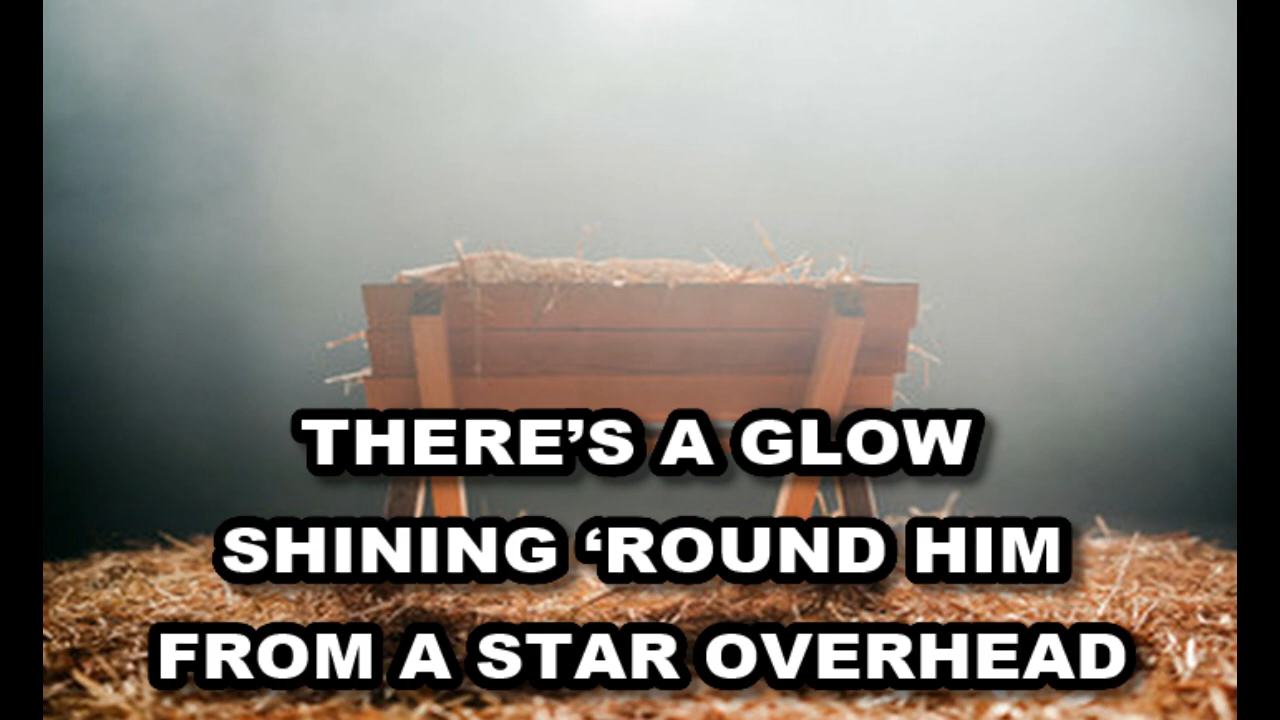 THERE’S A GLOW
SHINING ‘ROUND HIM
FROM A STAR OVERHEAD